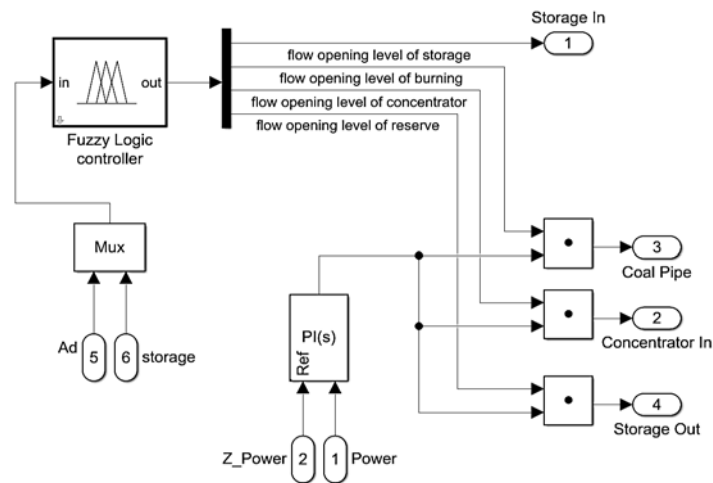 Storage In
1
flow opening level of storage
flow opening level of burning
flow opening level of concentrator
flow opening level of reserve
in
out
Fuzzy Logic
controller
Mux
Ad
5
6
storage
PI(s)
Ref
Z_Power
2
1
Power
3
Coal Pipe
2
Concentrator In
4
Storage Out